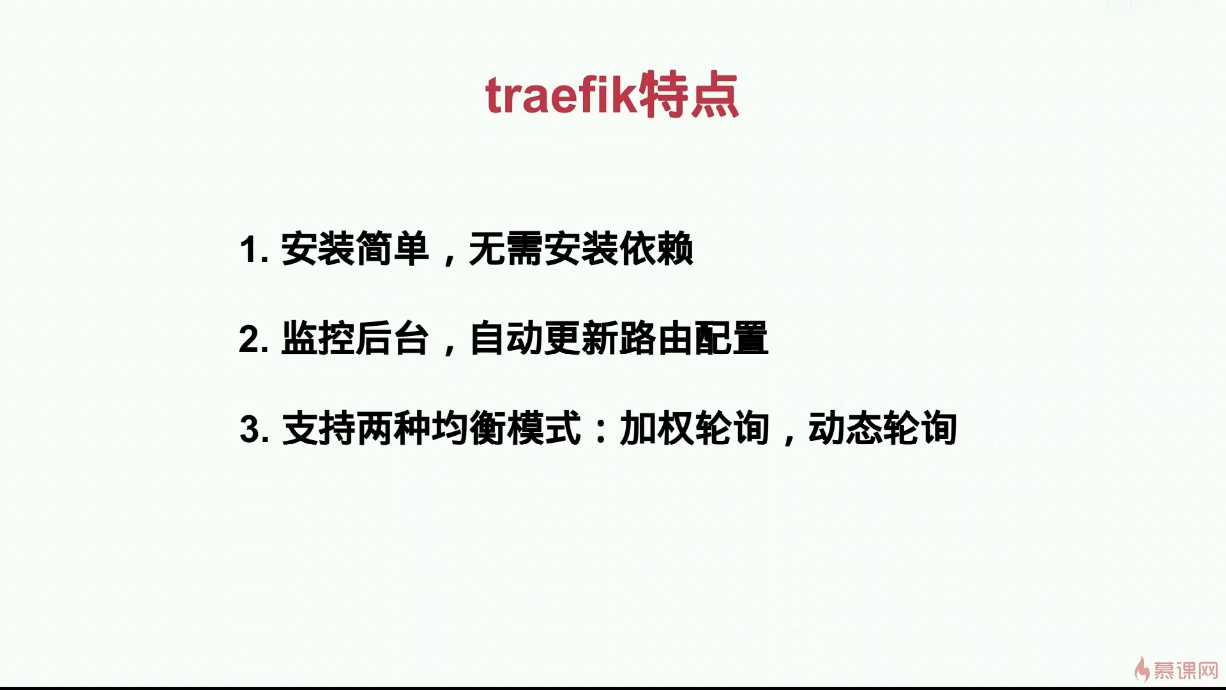 traefik特点
1. 安装简单，无需安装依赖
2. 监控后台，自动更新路由配置
3. 支持两种均衡模式：加权轮询，动态轮询
慕课网